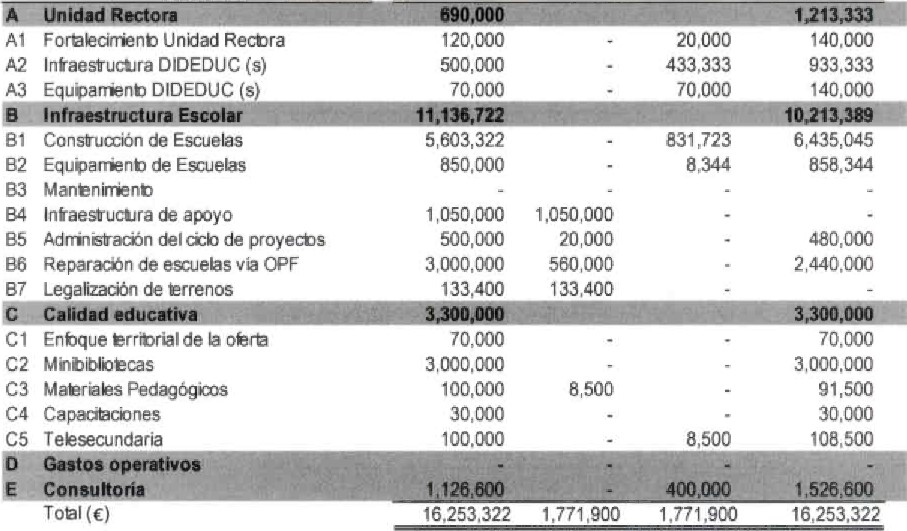 A Unidad Rectora 690,000 1,213,333
A1 Fortalecimiento Unidad Rectora 120,000 - 20,000 140,000
A2 Infraestructura DIDEDUC (s) 500,000 - 433,333 933,333
A3 Equipamiento DIDEDUC (s) 70,000 - 70,000 140,000
B Infraestructura Escolar 11,136,722 10,213,389
B1 Construcción de Escuelas 5,603,322 - 831,723 6,435,045
B2 Equipamiento de Escuelas 850,000 - 8,344 858,344
B3 Mantenimiento - - - -
B4 Infraestructura de apoyo 1,050,000 1,050,000 - -
B5 Administración del ciclo de proyectos 500,000 20,000 - 480,000
B6 Reparación de escuelas vía OPF 3,000,000 560,000 - 2,440,000
B7 Legalización de terrenos 133,400 133,400 - -
C Calidad educativa 3,300,000 3,300,000
C1 Enfoque territorial de la oferta 70,000 - - 70,000
C2 Minibibliotecas 3,000,000 - - 3,000,000
C3 Materiales Pedagógicos 100,000 8,500 - 91,500
C4 Capacitaciones 30,000 - - 30,000
C5 Telesecundaria 100,000 - 8,500 108,500
D Gastos operativos - - - -
E Consultoría 1,126,600 - 400,000 1,526,600
Total (€) 16,253,322 1,771,900 1,771,900 16,253,322